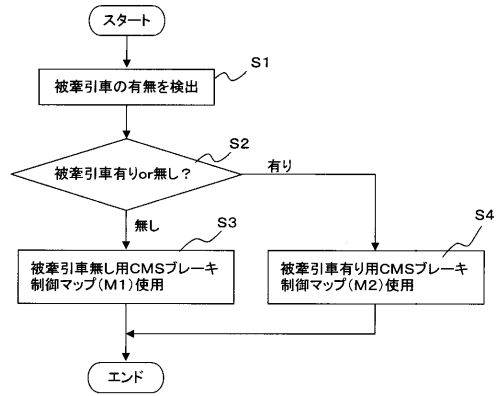 スタート
S1
被牽引車の有無を検出
S2
被牽引車有りor無し？
有り
無し
S3
被牽引車無し用CMSブレーキ
制御マップ（M1）使用
S4
被牽引車有り用CMSブレーキ
制御マップ（M2）使用
エンド